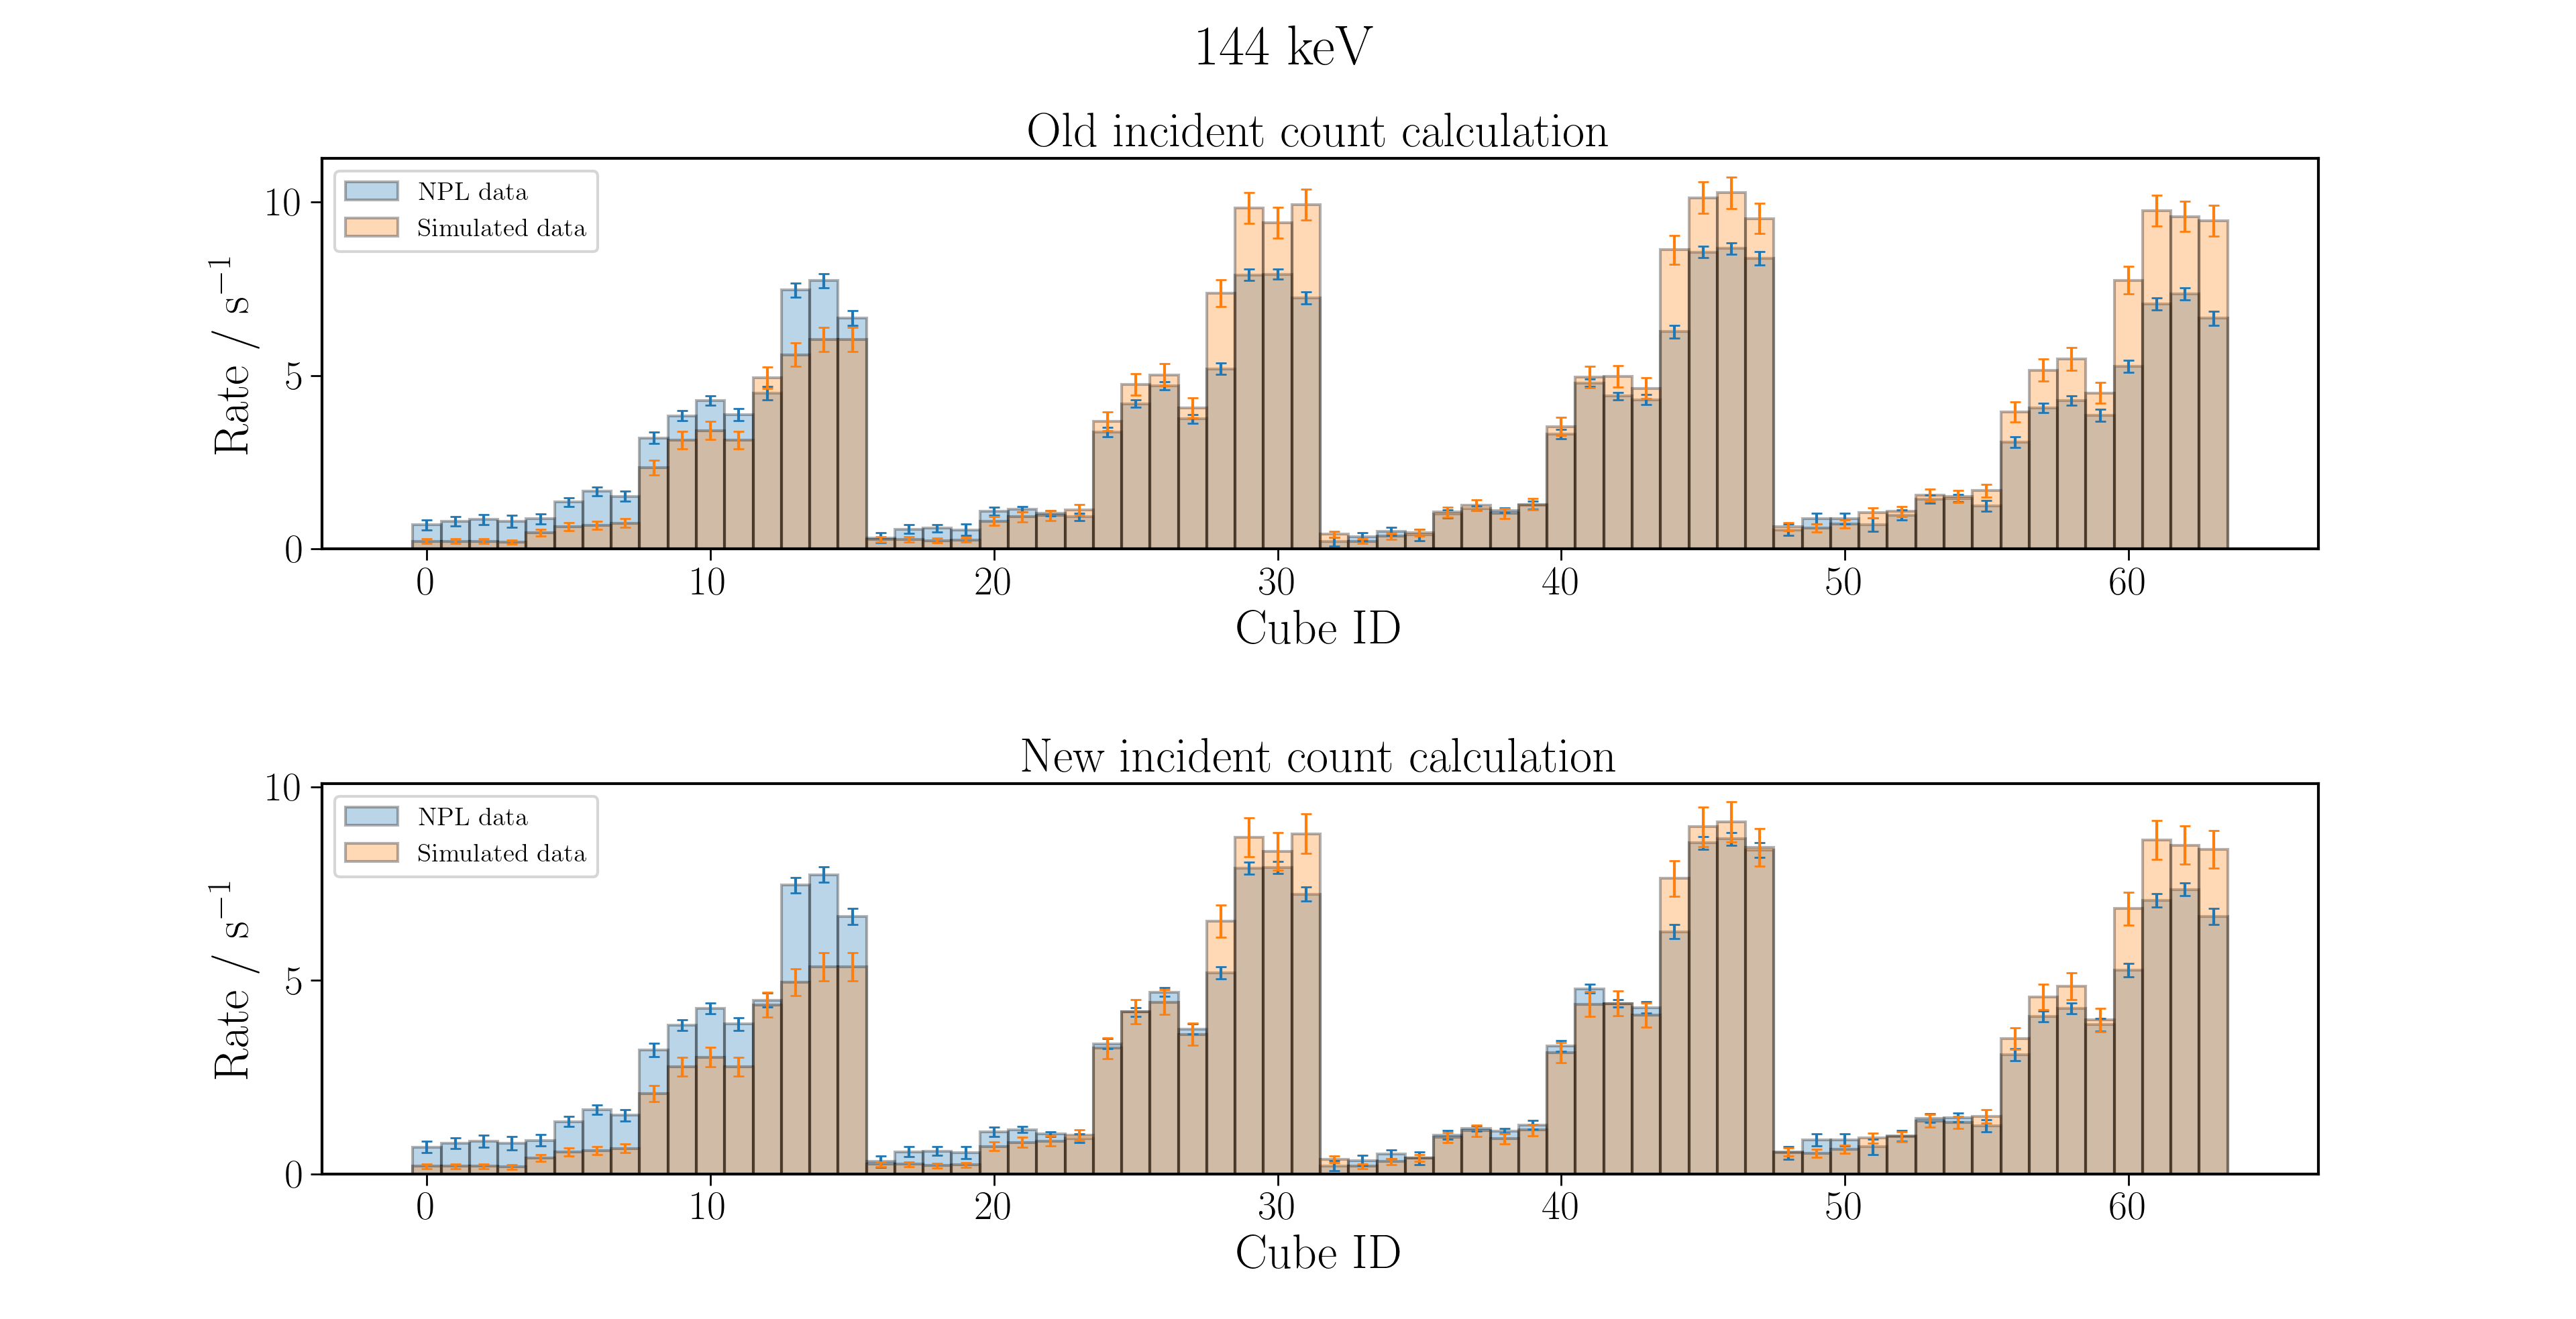 144 keV
Old incident count calculation
NPL data
Simulated data
10
5
0
Rate / s⁻¹
0 10 20 30 40 50 60
Cube ID
New incident count calculation
NPL data
Simulated data
10
5
0
Rate / s⁻¹
0 10 20 30 40 50 60
Cube ID